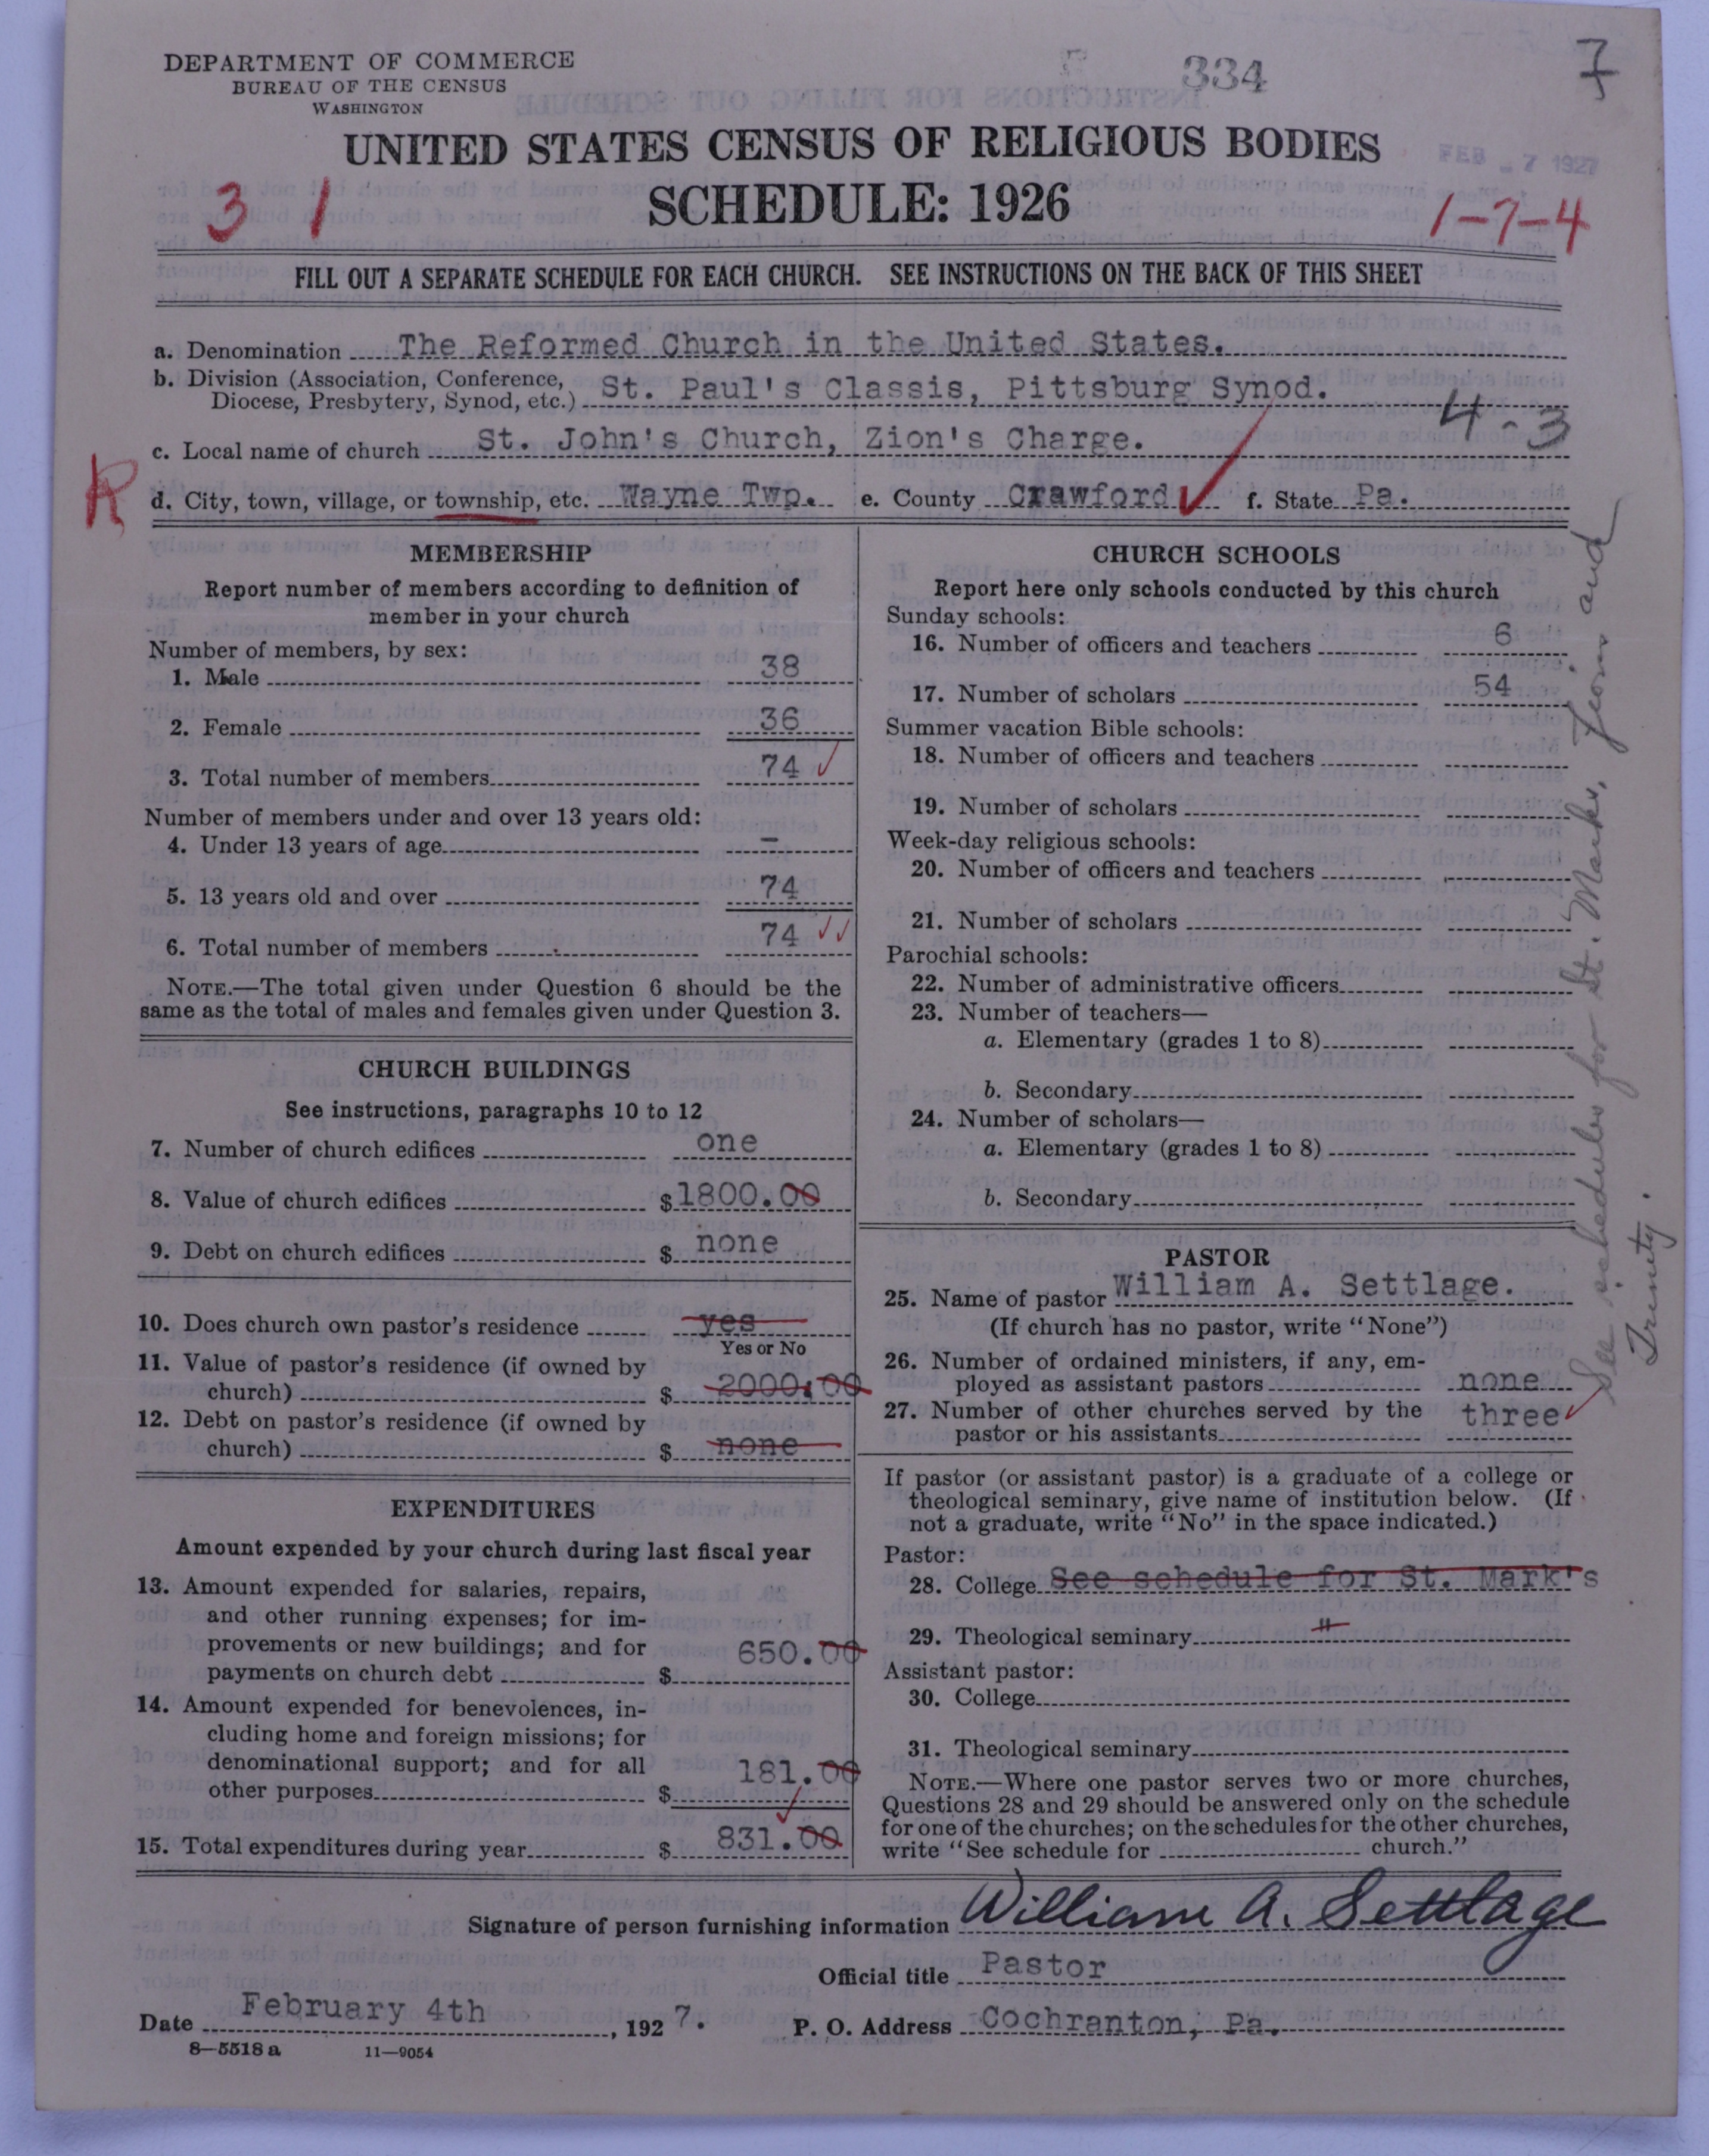 DEPARTMENT OF COMMERCE
BUREAU OF THE CENSUS
WASHINGTON
334
7
UNITED STATES CENSUS OF RELIGIOUS BODIES
FEB - 7 1927
SCHEDULE: 1926
3 1
1-7-4
FILL OUT A SEPARATE SCHEDULE FOR EACH CHURCH. SEE INSTRUCTIONS ON THE BACK OF THIS SHEET
a. Denomination The Reformed Church in the United States.
b. Division (Association, Conference, Diocese, Presbytery, Synod, etc.) St. Paul's Classis, Pittsburg Synod.
4-3
c. Local name of church St. John's Church, Zion's Charge.
R
d. City, town, village, or township, etc. Wayne Twp. e. County Crawford f. State Pa.
MEMBERSHIP
Report number of members according to definition of
member in your church
Number of members, by sex:
1. Male 38
2. Female 36
3. Total number of members 74
Number of members under and over 13 years old:
4. Under 13 years of age –
5. 13 years old and over 74
6. Total number of members 74
NOTE.—The total given under Question 6 should be the
same as the total of males and females given under Question 3.
CHURCH BUILDINGS
See instructions, paragraphs 10 to 12
7. Number of church edifices one
8. Value of church edifices $1800.00
9. Debt on church edifices $ none
10. Does church own pastor's residence yes
Yes or No
11. Value of pastor's residence (if owned by
church) $ 2000.00
12. Debt on pastor's residence (if owned by
church) $ none
EXPENDITURES
Amount expended by your church during last fiscal year
13. Amount expended for salaries, repairs,
and other running expenses; for im-
provements or new buildings; and for
payments on church debt $ 650.00
14. Amount expended for benevolences, in-
cluding home and foreign missions; for
denominational support; and for all
other purposes $ 181.00
15. Total expenditures during year $ 831.00
CHURCH SCHOOLS
Report here only schools conducted by this church
Sunday schools:
16. Number of officers and teachers 6
17. Number of scholars 54
Summer vacation Bible schools:
18. Number of officers and teachers
19. Number of scholars
Week-day religious schools:
20. Number of officers and teachers
21. Number of scholars
Parochial schools:
22. Number of administrative officers
23. Number of teachers—
a. Elementary (grades 1 to 8)
b. Secondary
24. Number of scholars—
a. Elementary (grades 1 to 8)
b. Secondary
PASTOR
25. Name of pastor William A. Settlage.
(If church has no pastor, write "None")
26. Number of ordained ministers, if any, em-
ployed as assistant pastors none
27. Number of other churches served by the
pastor or his assistants three
If pastor (or assistant pastor) is a graduate of a college or
theological seminary, give name of institution below. (If
not a graduate, write "No" in the space indicated.)
Pastor:
28. College See schedule for St. Mark's
29. Theological seminary "
Assistant pastor:
30. College
31. Theological seminary
NOTE.—Where one pastor serves two or more churches,
Questions 28 and 29 should be answered only on the schedule
for one of the churches; on the schedules for the other churches,
write "See schedule for church."
See schedules for St. Marks, Zions and
Trinity.
Signature of person furnishing information William A. Settlage
Official title Pastor
Date February 4th, 1927. P. O. Address Cochranton, Pa.
8—5518 a 11—9054